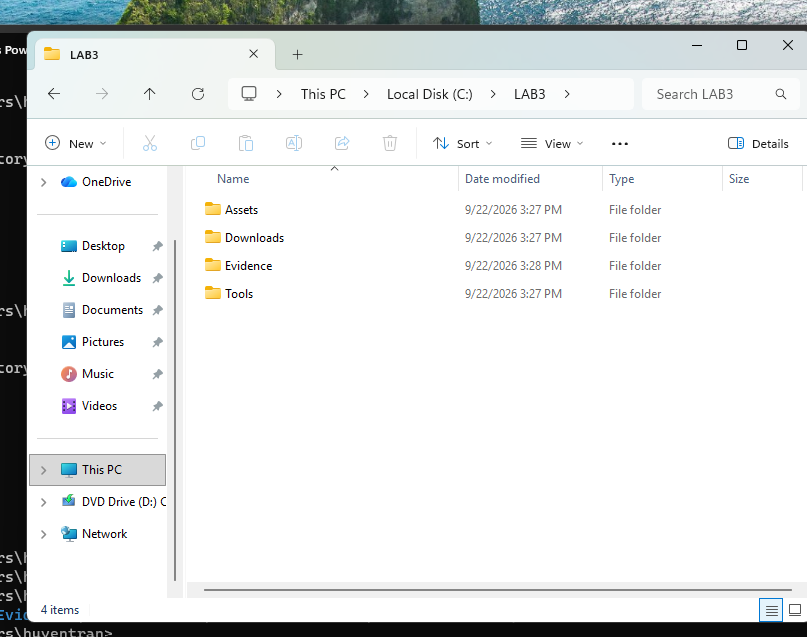 Pow
LAB3
rs\h
This PC
Local Disk (C:)
LAB3
Search LAB3
New
Sort
View
Details
tory
Name
Date modified
Type
Size
OneDrive
Assets 9/22/2026 3:27 PM File folder
Downloads 9/22/2026 3:27 PM File folder
Evidence 9/22/2026 3:28 PM File folder
Tools 9/22/2026 3:27 PM File folder
Desktop
Downloads
Documents
rs\h
Pictures
tory
Music
Videos
This PC
DVD Drive (D:) C
Network
rs\h
rs\h
rs\h
4 items
Evid
rs\huyentran>